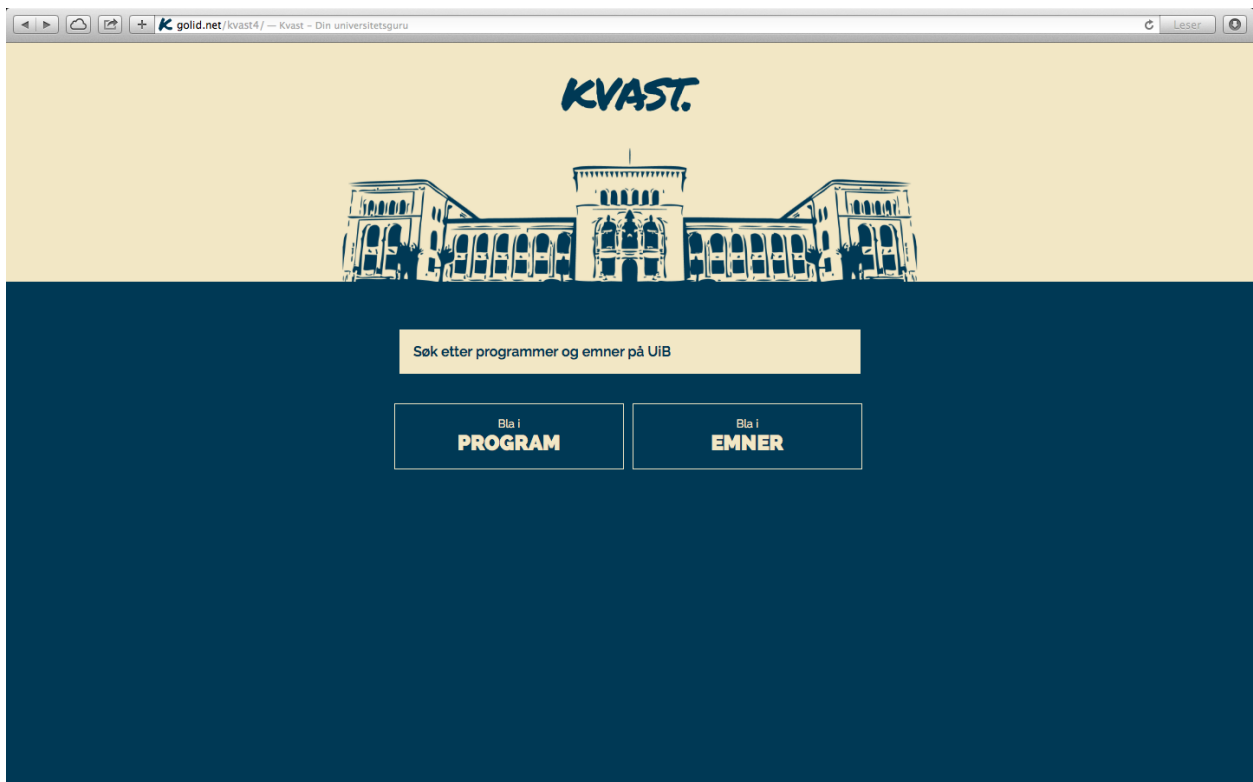 golid.net/kvast4/ — Kvast – Din universitetsguru
Leser
KVAST.
Søk etter programmer og emner på UiB
Bla i
PROGRAM
Bla i
EMNER